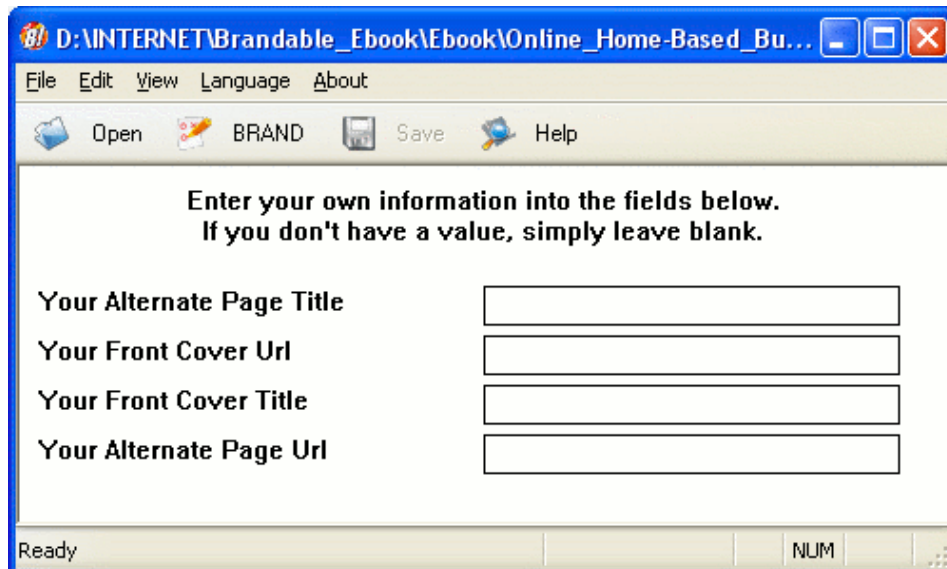 D:\INTERNET\Brandable_Ebook\Ebook\Online_Home-Based_Bu...
File Edit View Language About
Open BRAND Save Help
Enter your own information into the fields below.
If you don't have a value, simply leave blank.
Your Alternate Page Title
Your Front Cover Url
Your Front Cover Title
Your Alternate Page Url
Ready NUM